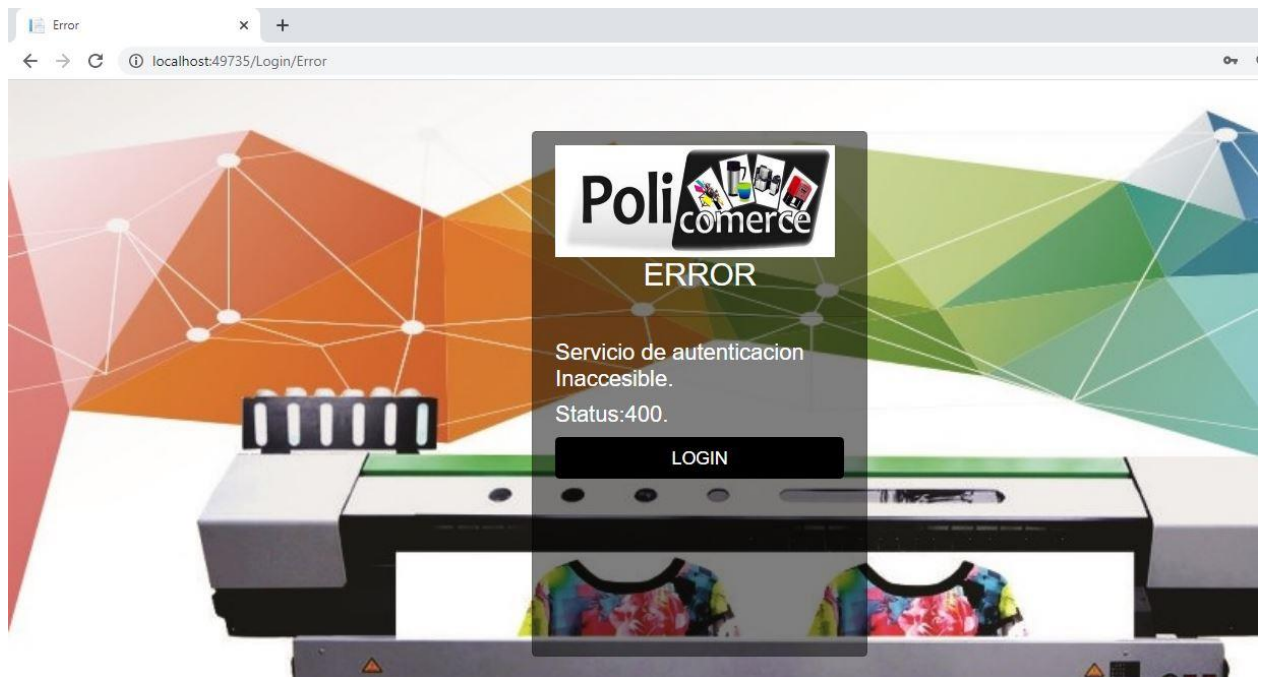 Error
localhost:49735/Login/Error
Poli
comerce
ERROR
Servicio de autenticacion
Inaccesible.
Status:400.
LOGIN